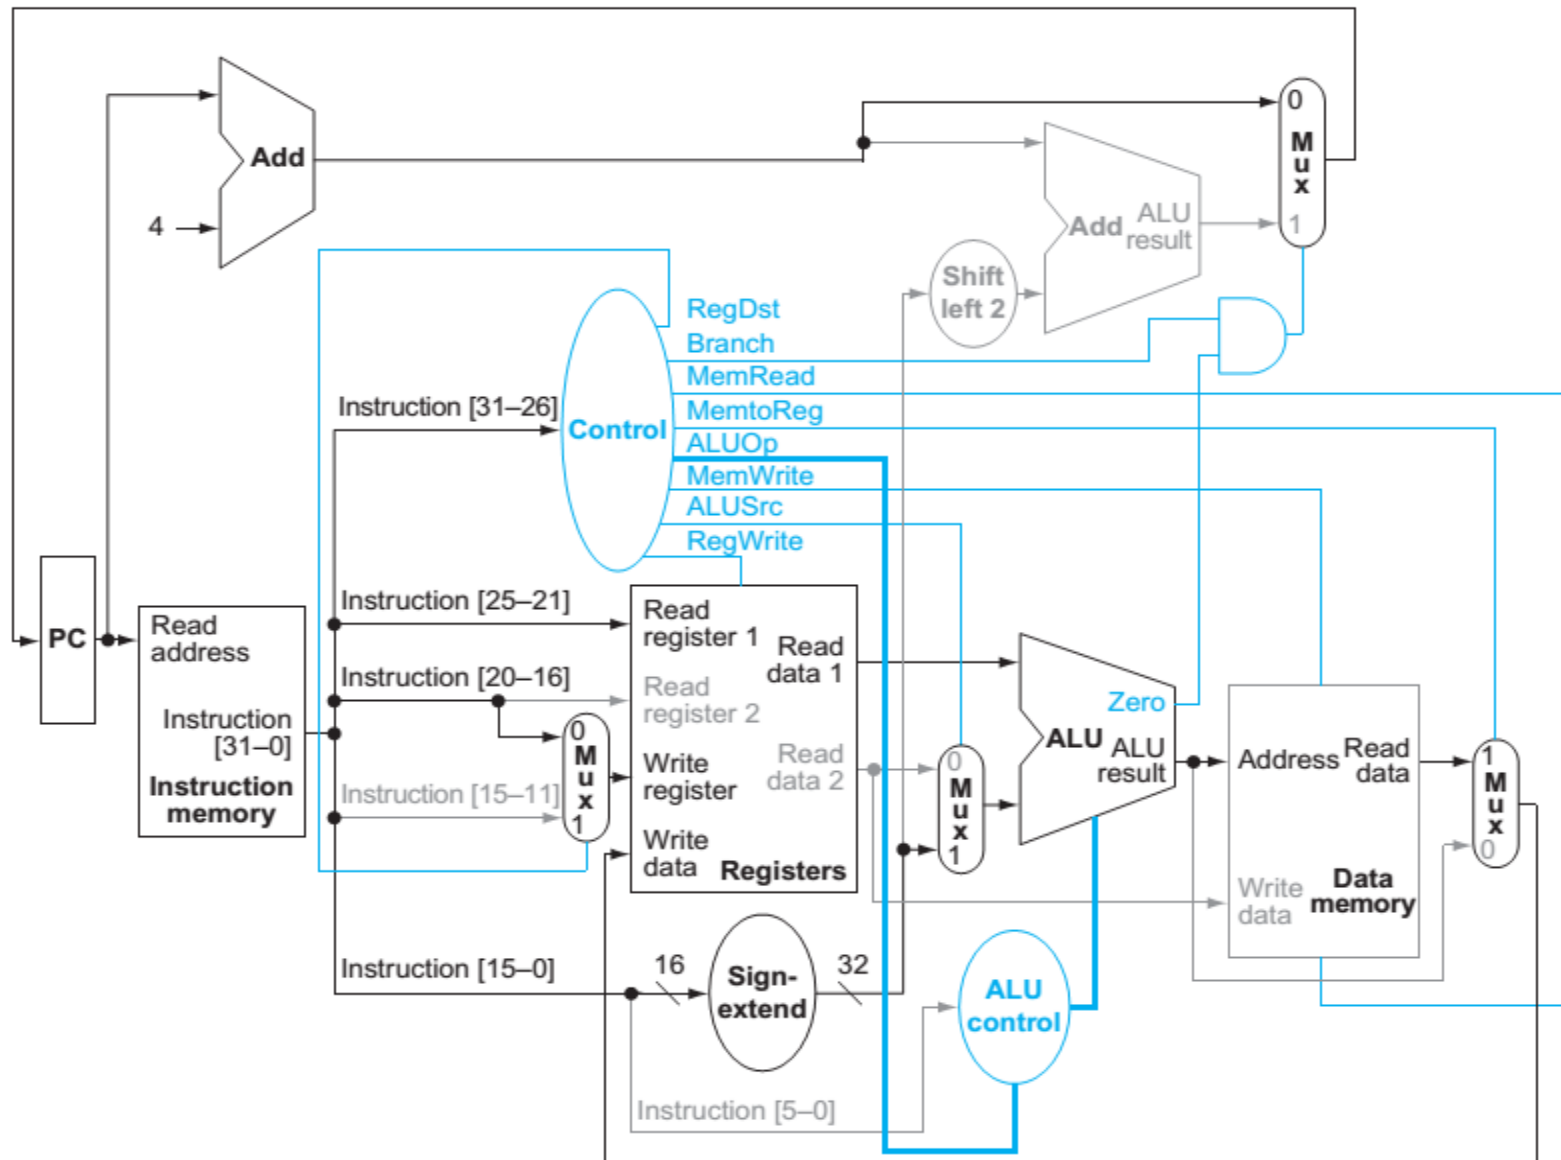 0
M
u
x
1
Add
4
Add
ALU
result
Shift
left 2
RegDst
Branch
MemRead
MemtoReg
ALUOp
MemWrite
ALUSrc
RegWrite
Instruction [31–26]
Control
PC
Read
address
Instruction
[31–0]
Instruction
memory
Instruction [25–21]
Instruction [20–16]
Instruction [15–11]
0
M
u
x
1
Read
register 1
Read
register 2
Write
register
Write
data
Read
data 1
Read
data 2
Registers
0
M
u
x
1
Zero
ALU
ALU
result
Address
Read
data
Write
data
Data
memory
1
M
u
x
0
Instruction [15–0]
16
Sign-
extend
32
ALU
control
Instruction [5–0]